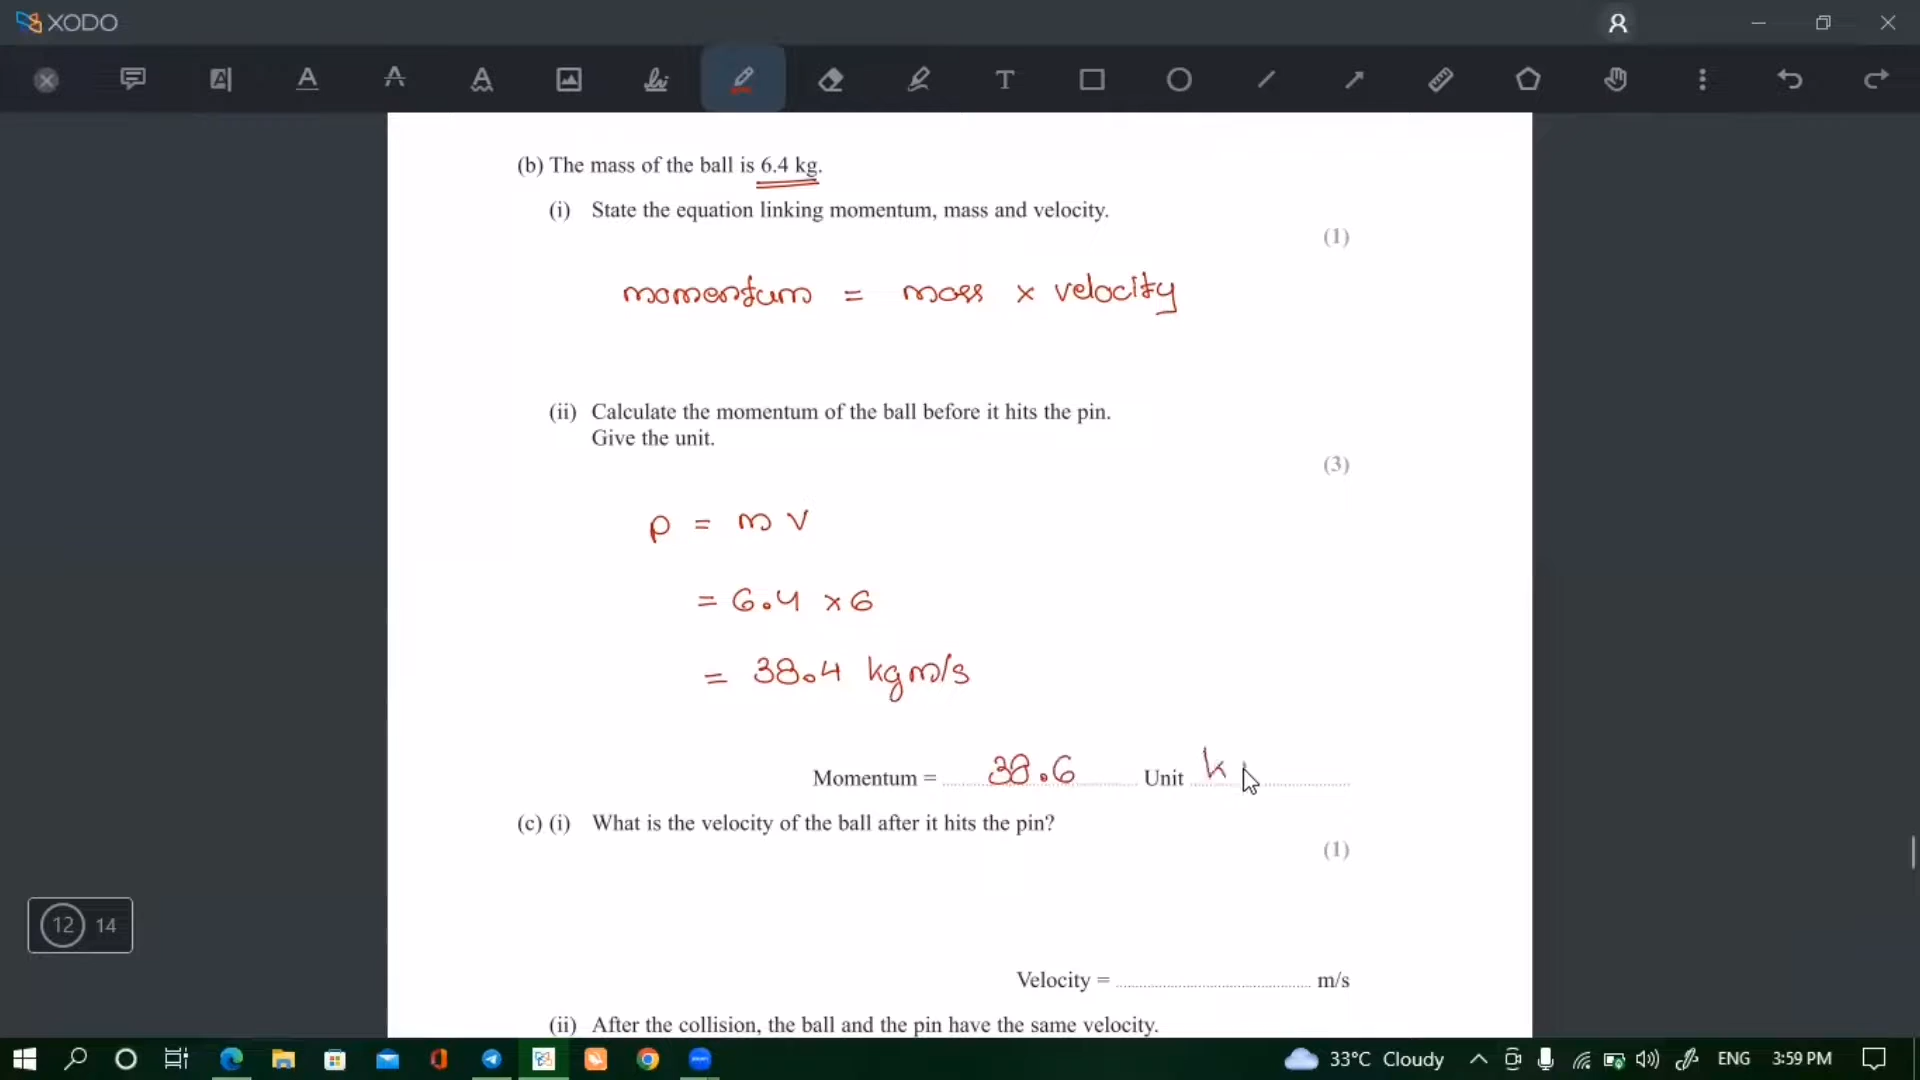 XODO
(b) The mass of the ball is 6.4 kg.
(i) State the equation linking momentum, mass and velocity.
(1)
momentum = mass × velocity
(ii) Calculate the momentum of the ball before it hits the pin.
Give the unit.
(3)
p = m v
= 6.4 × 6
= 38.4 kgm/s
Momentum = 38.6 Unit k
(c) (i) What is the velocity of the ball after it hits the pin?
(1)
Velocity = m/s
(ii) After the collision, the ball and the pin have the same velocity.
12 14
33°C Cloudy ENG 3:59 PM